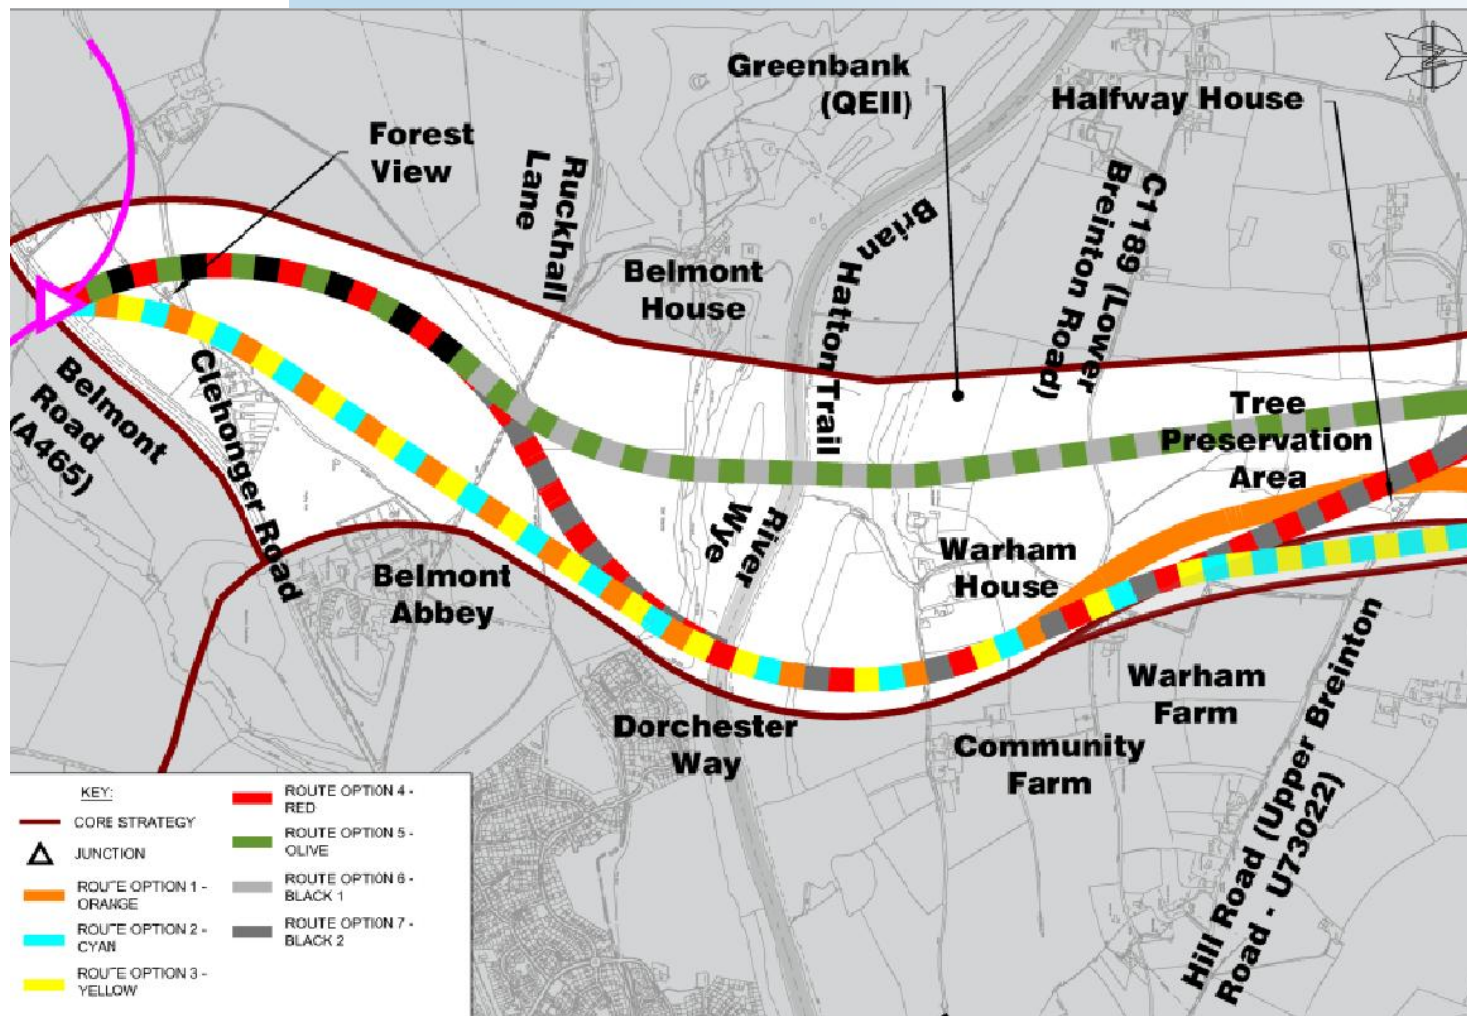 Greenbank
(QEII)
Halfway House
Forest
View
Ruckhall
Lane
C1189 (Lower
Breinton Road)
Brian Hatton Trail
Belmont
House
Belmont
Road
(A465)
Clehonger Road
Tree
Preservation
Area
River
Wye
Warham
House
Belmont
Abbey
Warham
Farm
Dorchester
Way
Community
Farm
Hill Road (Upper Breinton
Road - U73022)
KEY:
CORE STRATEGY
JUNCTION
ROUTE OPTION 1 -
ORANGE
ROUTE OPTION 2 -
CYAN
ROUTE OPTION 3 -
YELLOW
ROUTE OPTION 4 -
RED
ROUTE OPTION 5 -
OLIVE
ROUTE OPTION 6 -
BLACK 1
ROUTE OPTION 7 -
BLACK 2